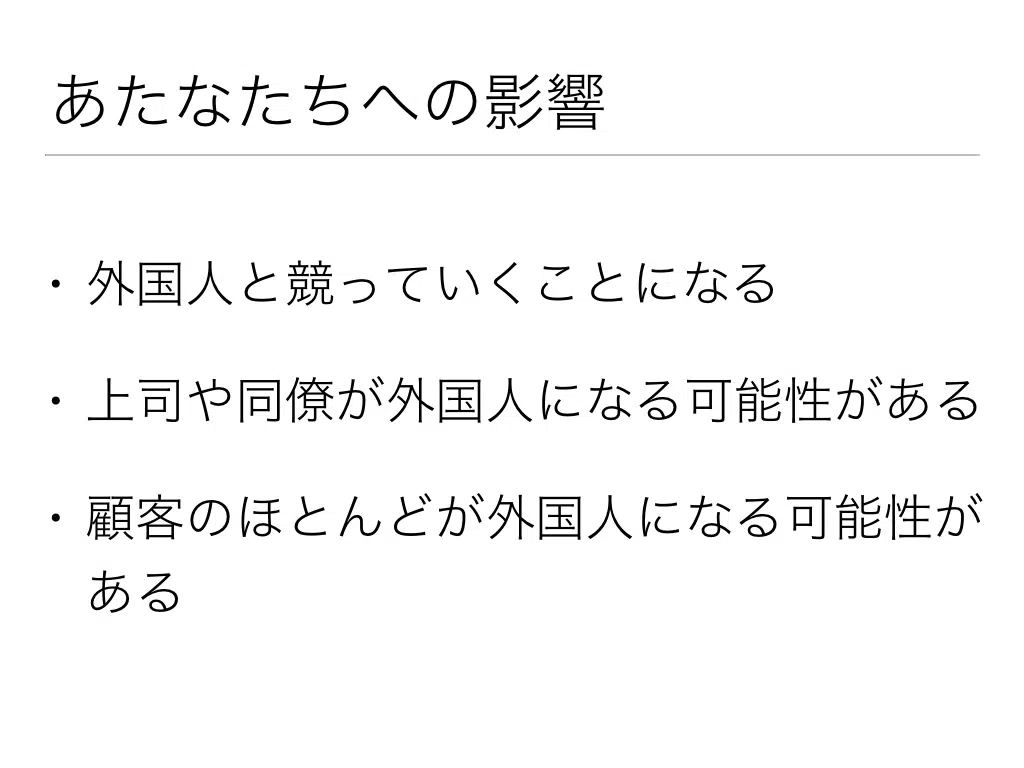 あたなたちへの影響
・外国人と競っていくことになる
・上司や同僚が外国人になる可能性がある
・顧客のほとんどが外国人になる可能性が
ある